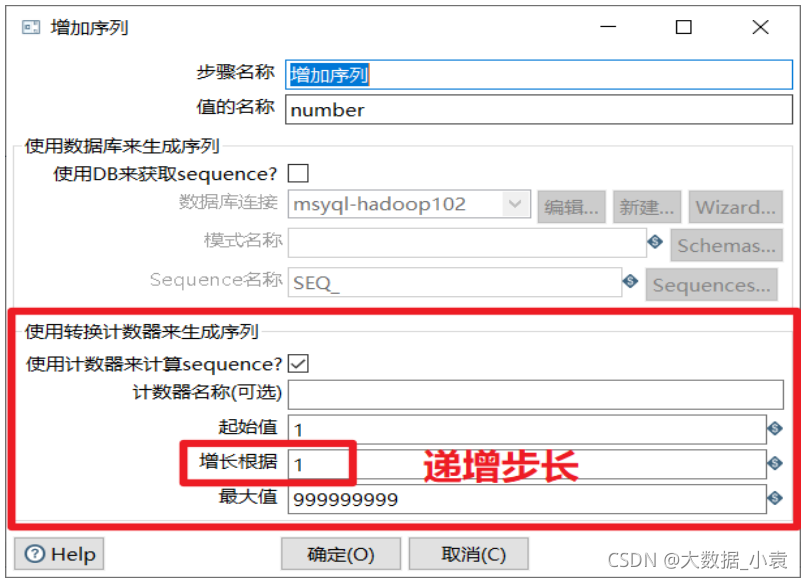 增加序列
步骤名称 增加序列
值的名称 number
使用数据库来生成序列
使用DB来获取sequence?
数据库连接 msyql-hadoop102 编辑... 新建... Wizard...
模式名称 Schemas...
Sequence名称 SEQ_ Sequences...
使用转换计数器来生成序列
使用计数器来计算sequence?
计数器名称(可选)
起始值 1
增长根据 1 递增步长
最大值 999999999
Help 确定(O) 取消(C)
CSDN @大数据_小袁